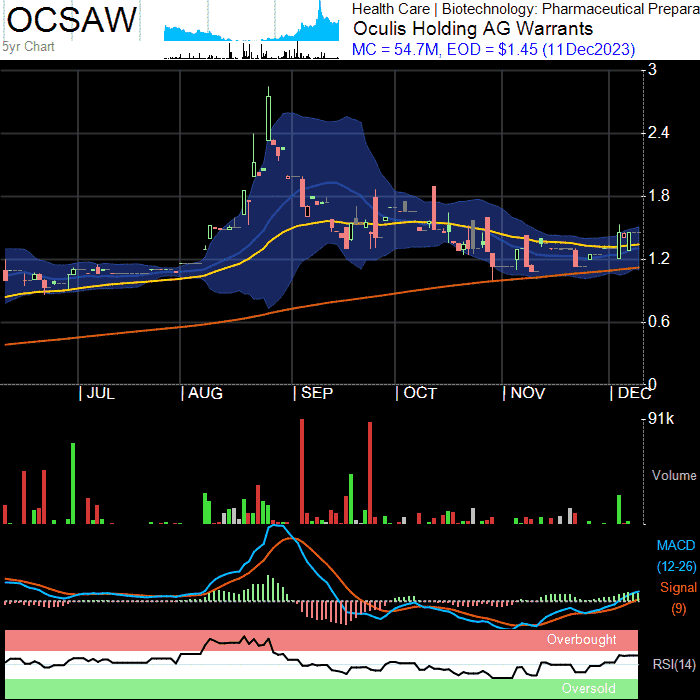 OCSAW
5yr Chart
Health Care | Biotechnology: Pharmaceutical Prepara
Oculis Holding AG Warrants
MC = 54.7M, EOD = $1.45 (11Dec2023)
3
2.4
1.8
1.2
0.6
0
| JUL | AUG | SEP | OCT | NOV | DEC
91k
Volume
MACD
(12-26)
Signal
(9)
Overbought
RSI(14)
Oversold